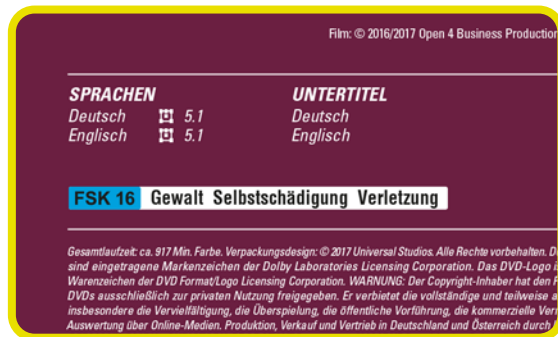 Film: © 2016/2017 Open 4 Business Production
SPRACHEN UNTERTITEL
Deutsch 5.1 Deutsch
Englisch 5.1 Englisch
FSK 16 Gewalt Selbstschädigung Verletzung
Gesamtlaufzeit: ca. 917 Min. Farbe. Verpackungsdesign: © 2017 Universal Studios. Alle Rechte vorbehalten.
sind eingetragene Markenzeichen der Dolby Laboratories Licensing Corporation. Das DVD-Logo
Warenzeichen der DVD Format/Logo Licensing Corporation. WARNUNG: Der Copyright-Inhaber hat den
DVDs ausschließlich zur privaten Nutzung freigegeben. Er verbietet die vollständige und teilweise
insbesondere die Vervielfältigung, die Überspielung, die öffentliche Vorführung, die kommerzielle
Auswertung über Online-Medien. Produktion, Verkauf und Vertrieb in Deutschland und Österreich durch